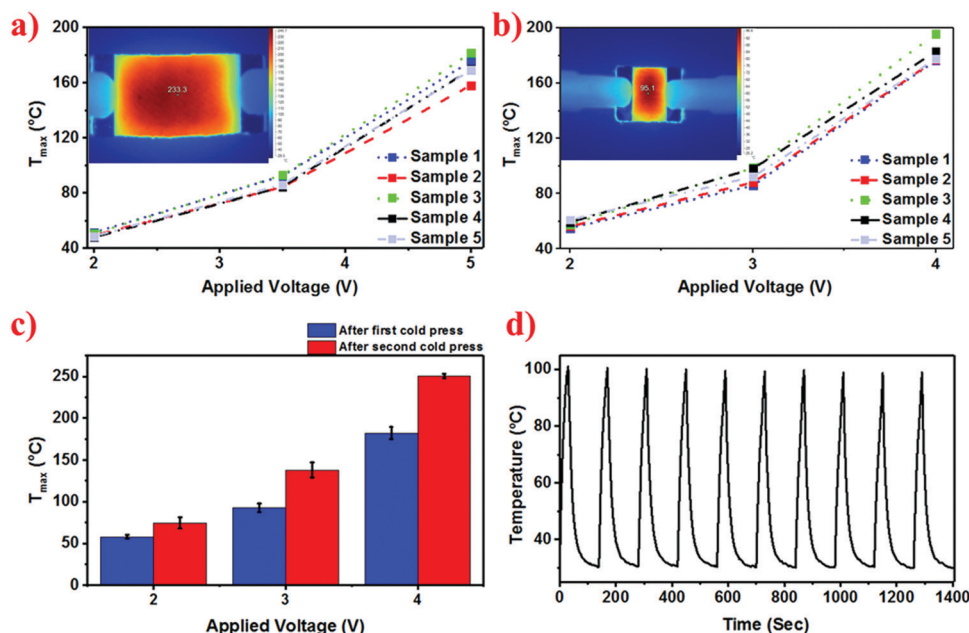 a)
200
160
120
80
40
T max (°C)
233.3
Sample 1
Sample 2
Sample 3
Sample 4
Sample 5
2 3 4 5
Applied Voltage (V)
b)
200
160
120
80
40
T max (°C)
95.1
Sample 1
Sample 2
Sample 3
Sample 4
Sample 5
2 3 4
Applied Voltage (V)
c)
After first cold press
After second cold press
250
200
150
100
50
0
T max (°C)
2 3 4
Applied Voltage (V)
d)
100
80
60
40
Temperature (°C)
0 200 400 600 800 1000 1200 1400
Time (Sec)